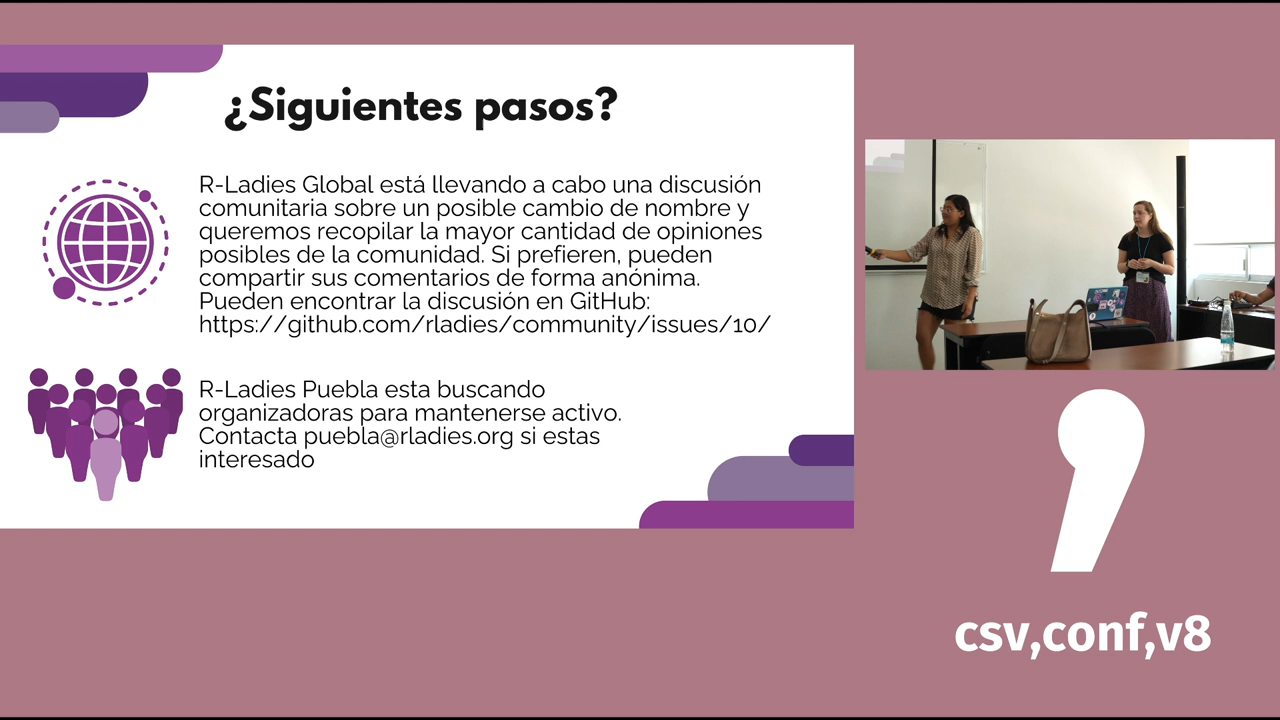 ¿Siguientes pasos?
R-Ladies Global está llevando a cabo una discusión
comunitaria sobre un posible cambio de nombre y
queremos recopilar la mayor cantidad de opiniones
posibles de la comunidad. Si prefieren, pueden
compartir sus comentarios de forma anónima.
Pueden encontrar la discusión en GitHub:
https://github.com/rladies/community/issues/10/
R-Ladies Puebla esta buscando
organizadoras para mantenerse activo.
Contacta puebla@rladies.org si estas
interesado
csv,conf,v8